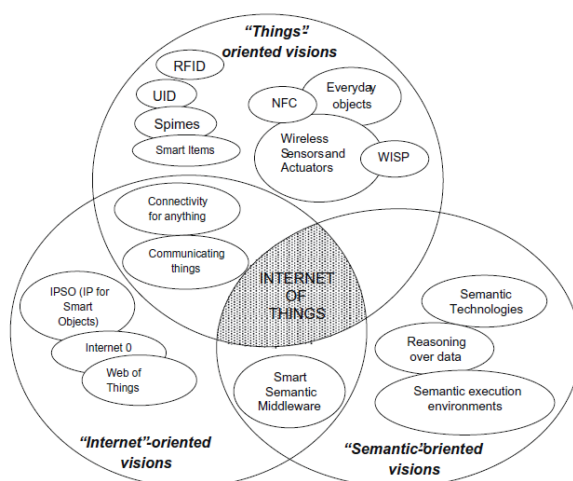 “Things”-
oriented visions
RFID
UID
Spimes
Smart Items
NFC
Everyday
objects
Wireless
Sensors and
Actuators
WISP
Connectivity
for anything
Communicating
things
INTERNET
OF
THINGS
IPSO (IP for
Smart
Objects)
Internet 0
Web of
Things
Smart
Semantic
Middleware
Semantic
Technologies
Reasoning
over data
Semantic execution
environments
“Internet”-oriented
visions
“Semantic”-oriented
visions